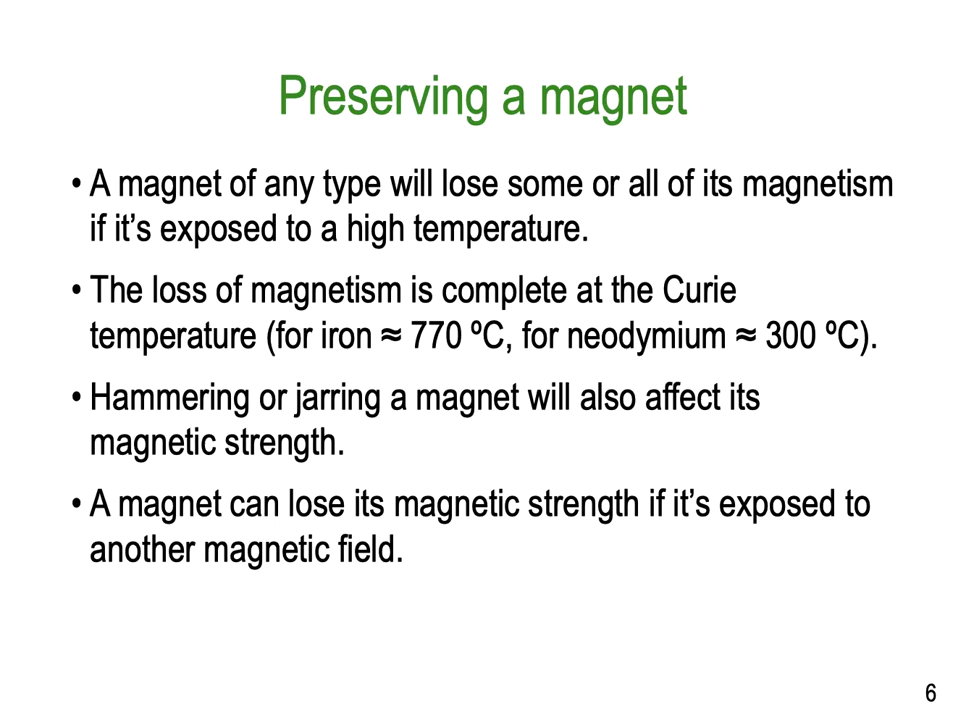 Preserving a magnet
• A magnet of any type will lose some or all of its magnetism
if it’s exposed to a high temperature.
• The loss of magnetism is complete at the Curie
temperature (for iron ≈ 770 ºC, for neodymium ≈ 300 ºC).
• Hammering or jarring a magnet will also affect its
magnetic strength.
• A magnet can lose its magnetic strength if it’s exposed to
another magnetic field.
6